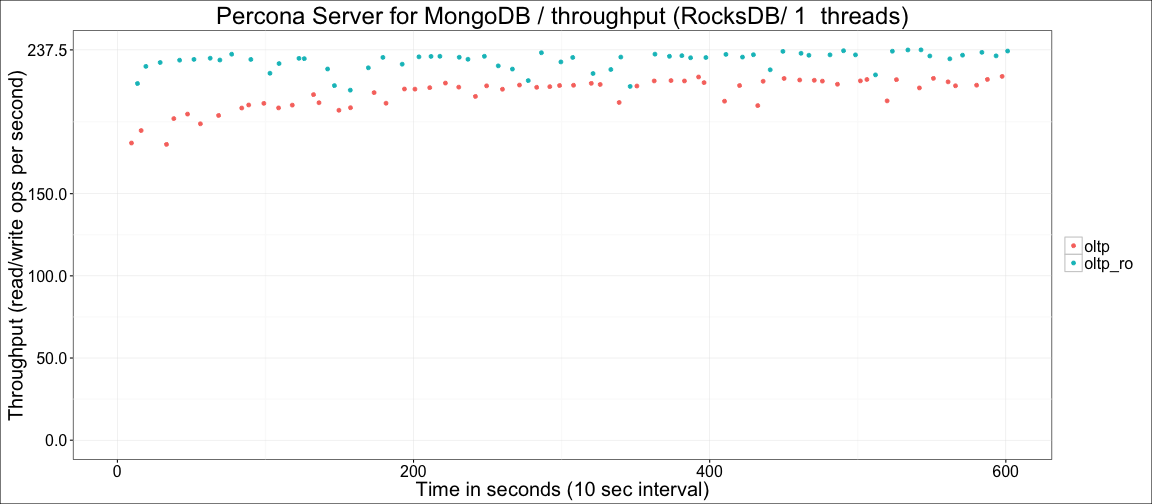 Percona Server for MongoDB / throughput (RocksDB/ 1  threads)
Throughput (read/write ops per second)
237.5
150.0
100.0
50.0
0.0
0 200 400 600
Time in seconds (10 sec interval)
oltp
oltp_ro